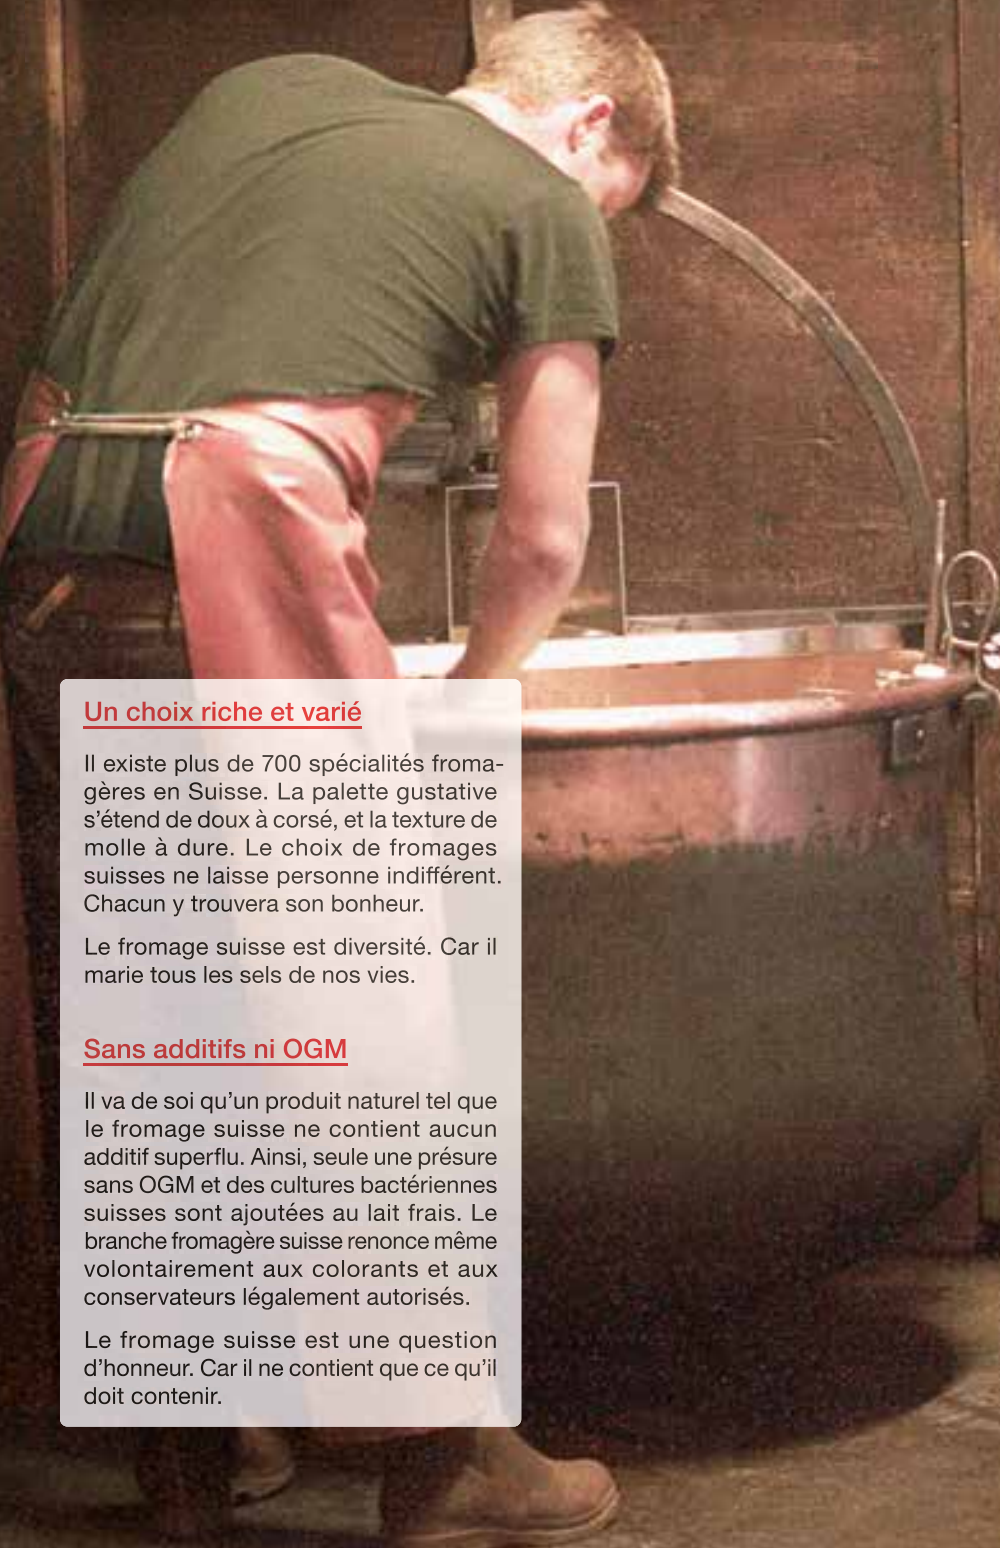 Un choix riche et varié
Il existe plus de 700 spécialités froma-
gères en Suisse. La palette gustative
s’étend de doux à corsé, et la texture de
molle à dure. Le choix de fromages
suisses ne laisse personne indifférent.
Chacun y trouvera son bonheur.
Le fromage suisse est diversité. Car il
marie tous les sels de nos vies.
Sans additifs ni OGM
Il va de soi qu’un produit naturel tel que
le fromage suisse ne contient aucun
additif superflu. Ainsi, seule une présure
sans OGM et des cultures bactériennes
suisses sont ajoutées au lait frais. Le
branche fromagère suisse renonce même
volontairement aux colorants et aux
conservateurs légalement autorisés.
Le fromage suisse est une question
d’honneur. Car il ne contient que ce qu’il
doit contenir.